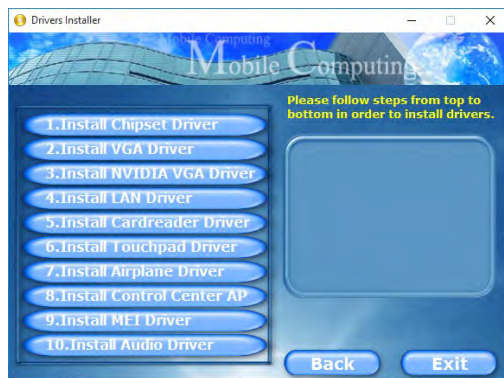 Drivers Installer
Mobile Computing
Mobile Computing
Please follow steps from top to
bottom in order to install drivers.
1.Install Chipset Driver
2.Install VGA Driver
3.Install NVIDIA VGA Driver
4.Install LAN Driver
5.Install Cardreader Driver
6.Install Touchpad Driver
7.Install Airplane Driver
8.Install Control Center AP
9.Install MEI Driver
10.Install Audio Driver
Back
Exit